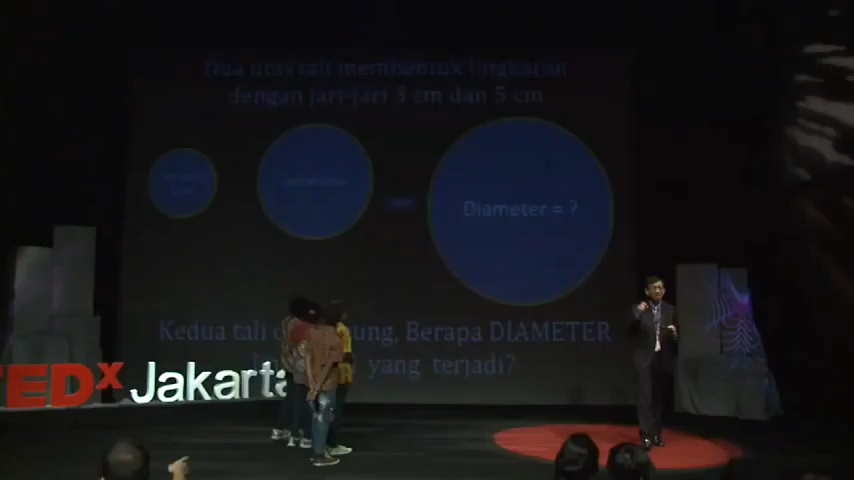 Dua utas tali membentuk lingkaran
dengan jari-jari 3 cm dan 5 cm
Diameter = ?
Kedua tali
ung, Berapa DIAMETER
yang terjadi?
TEDx Jakarta